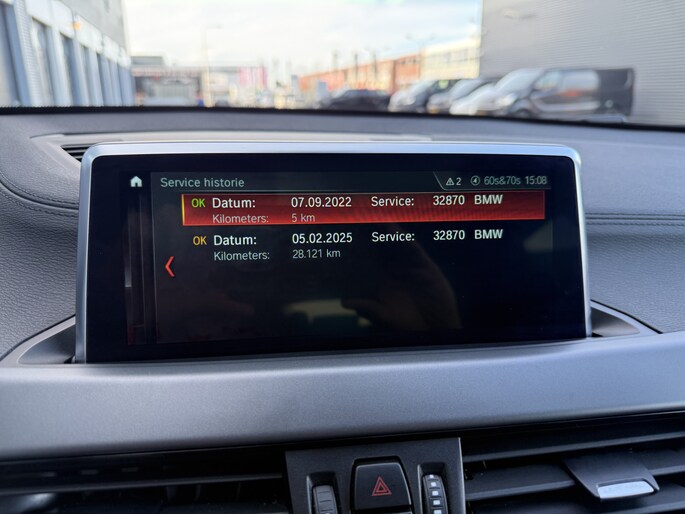 Service historie ⚠2 60s&70s 15:08
OK Datum: 07.09.2022 Service: 32870 BMW
Kilometers: 5 km
OK Datum: 05.02.2025 Service: 32870 BMW
Kilometers: 28.121 km